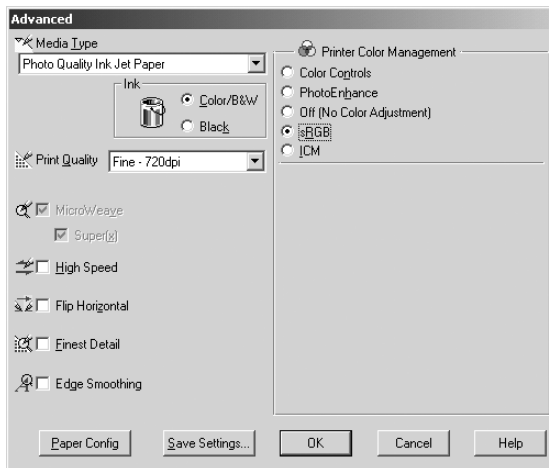 Advanced
Media Type
Photo Quality Ink Jet Paper
Ink
Color/B&W
Black
Print Quality
Fine - 720dpi
MicroWeave
Super(x)
High Speed
Flip Horizontal
Finest Detail
Edge Smoothing
Printer Color Management
Color Controls
PhotoEnhance
Off (No Color Adjustment)
sRGB
ICM
Paper Config
Save Settings...
OK
Cancel
Help